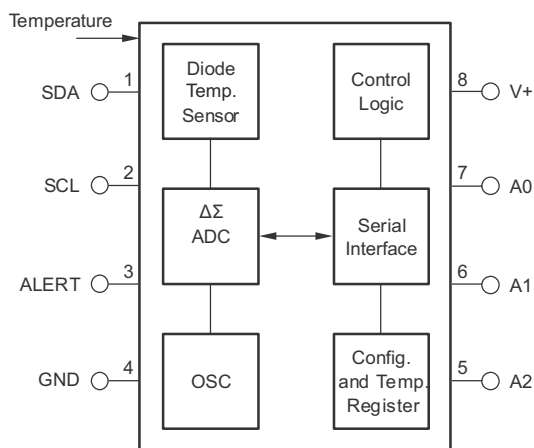 Temperature
1
SDA
Diode
Temp.
Sensor
Control
Logic
8
V+
2
SCL
ΔΣ
ADC
Serial
Interface
7
A0
3
ALERT
6
A1
4
GND
OSC
Config.
and Temp.
Register
5
A2